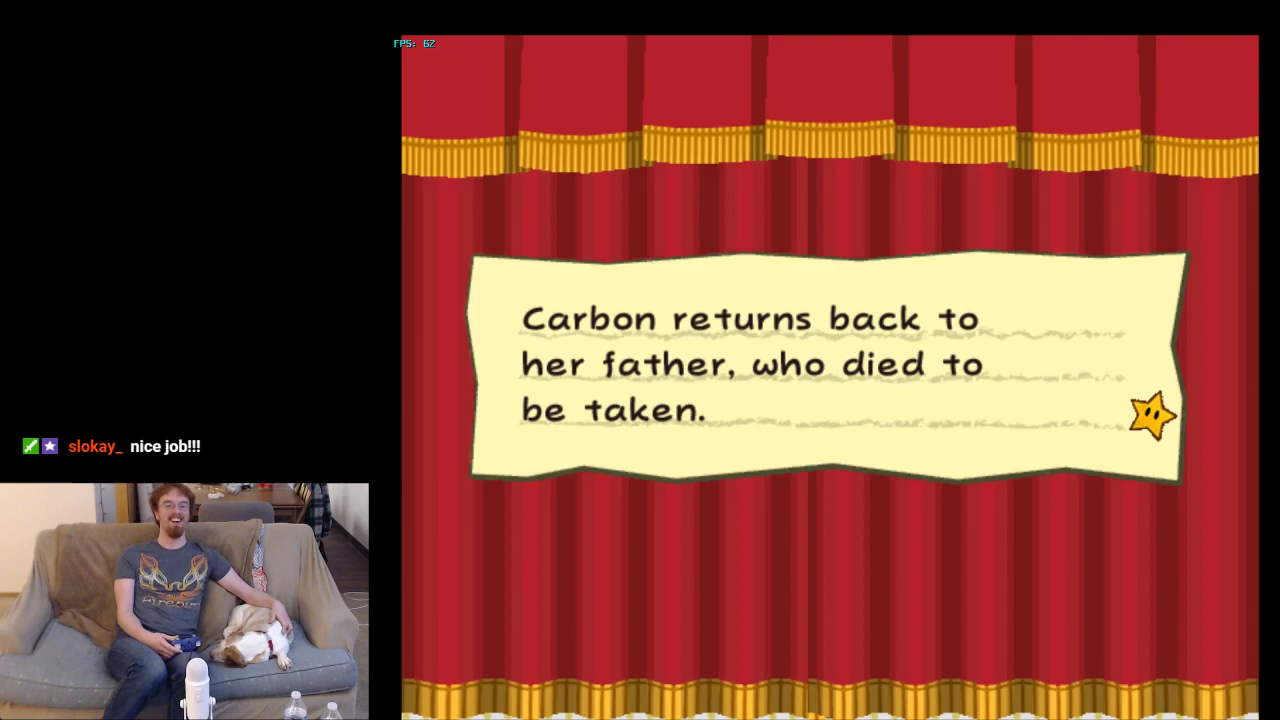 FPS: 62
Carbon returns back to
her father, who died to
be taken.
slokay_ nice job!!!